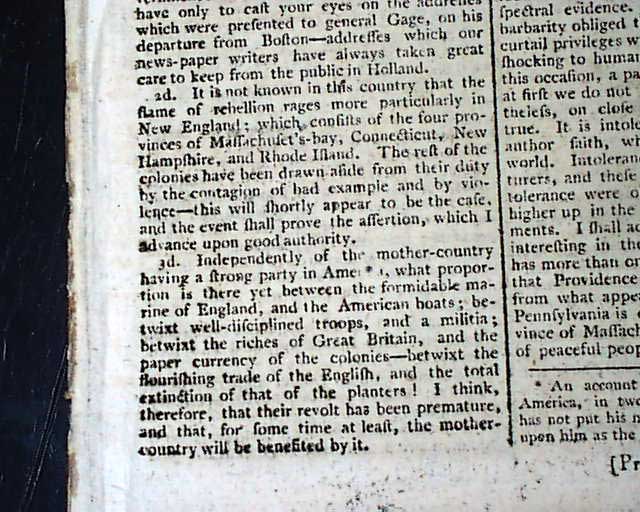 have only to caſt your eyes on the addreſſes
which were preſented to general Gage, on his
departure from Boſton—addreſſes which our
news-paper writers have always taken great
care to keep from the public in Holland.
2d. It is not known in this country that the
flame of rebellion rages more particularly in
New England; which conſiſts of the four pro-
vinces of Maſſachuſet's-bay, Connecticut, New
Hampſhire, and Rhode Iſland. The reſt of the
colonies have been drawn aſide from their duty
by the contagion of bad example and by vio-
lence—this will ſhortly appear to be the caſe,
and the event ſhall prove the aſſertion, which I
advance upon good authority.
3d. Independently of the mother-country
having a ſtrong party in , what propor-
tion is there yet between the formidable ma-
rine of England, and the American boats; be-
twixt well-diſciplined troops, and a militia;
betwixt the riches of Great Britain, and the
paper currency of the colonies—betwixt the
flouriſhing trade of the Engliſh, and the total
extinction of that of the planters! I think,
therefore, that their revolt has been premature,
and that, for ſome time at leaſt, the mother-
country will be benefited by it.
ſpectral evidence.
barbarity obliged
curtail privileges
ſhocking to
this occaſion, a
at firſt we do not
theleſs, on cloſe
true. It is
author ſaith,
world.
turers, and theſe
tolerance were
higher up in the
ments. I ſhall
intereſting in
has more than
that Providence
from what
Pennſylvania is
vince of
of peaceful
* An account
America, in
has not put his
upon him as the